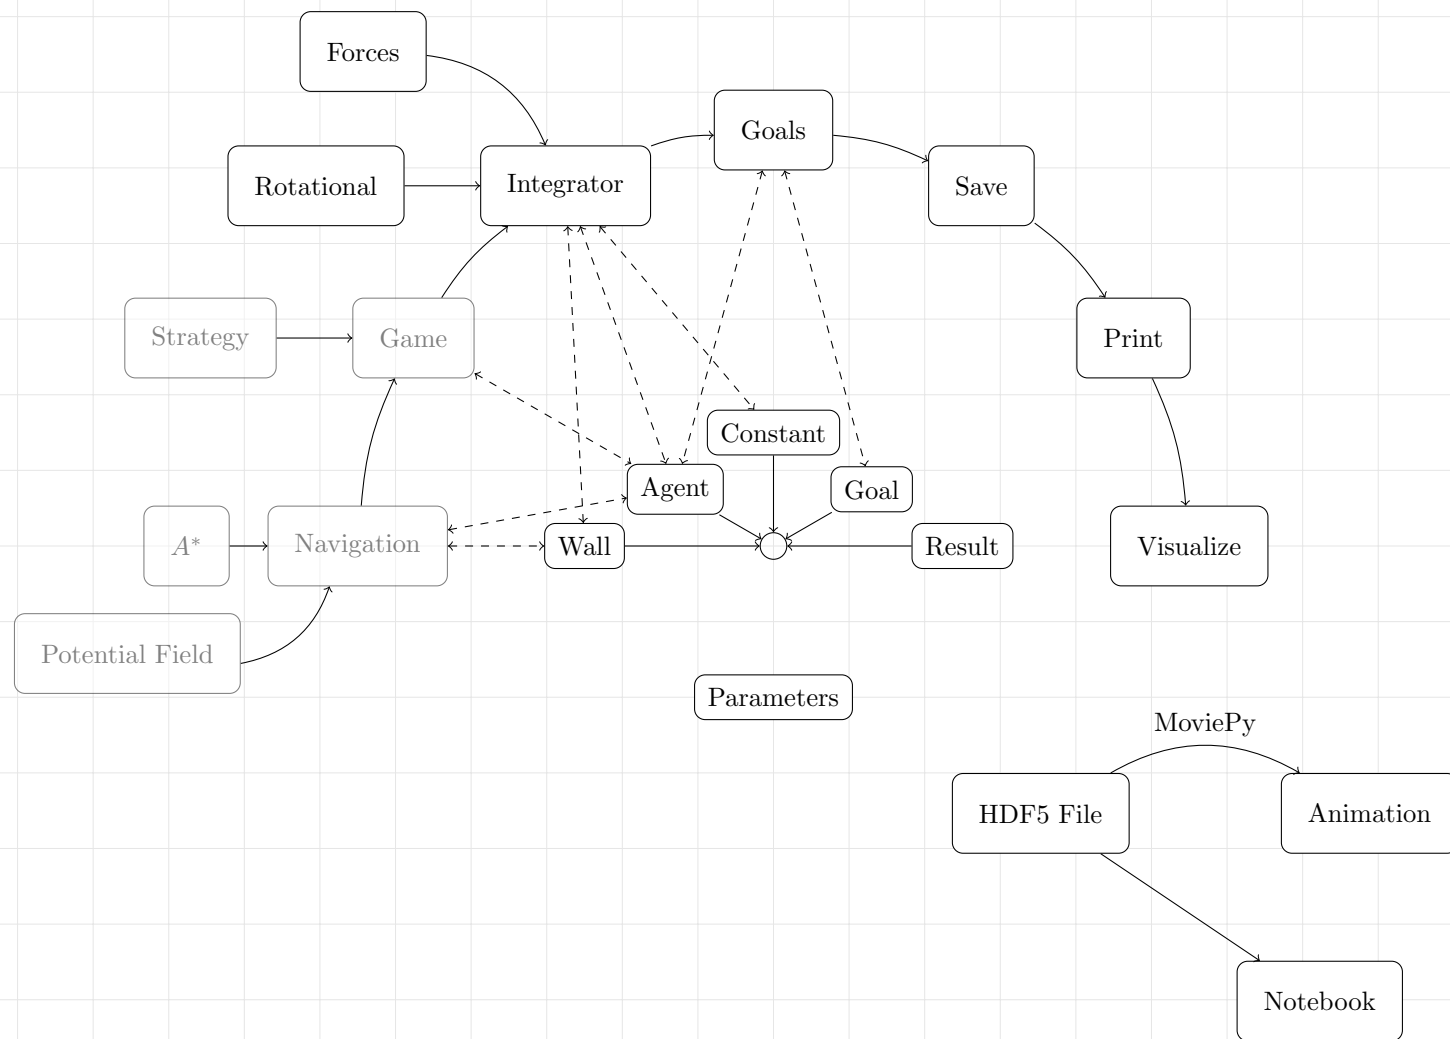 Forces
Goals
Rotational
Integrator
Save
Strategy
Game
Print
Constant
Agent
Goal
A*
Navigation
Wall
Result
Visualize
Potential Field
Parameters
MoviePy
HDF5 File
Animation
Notebook